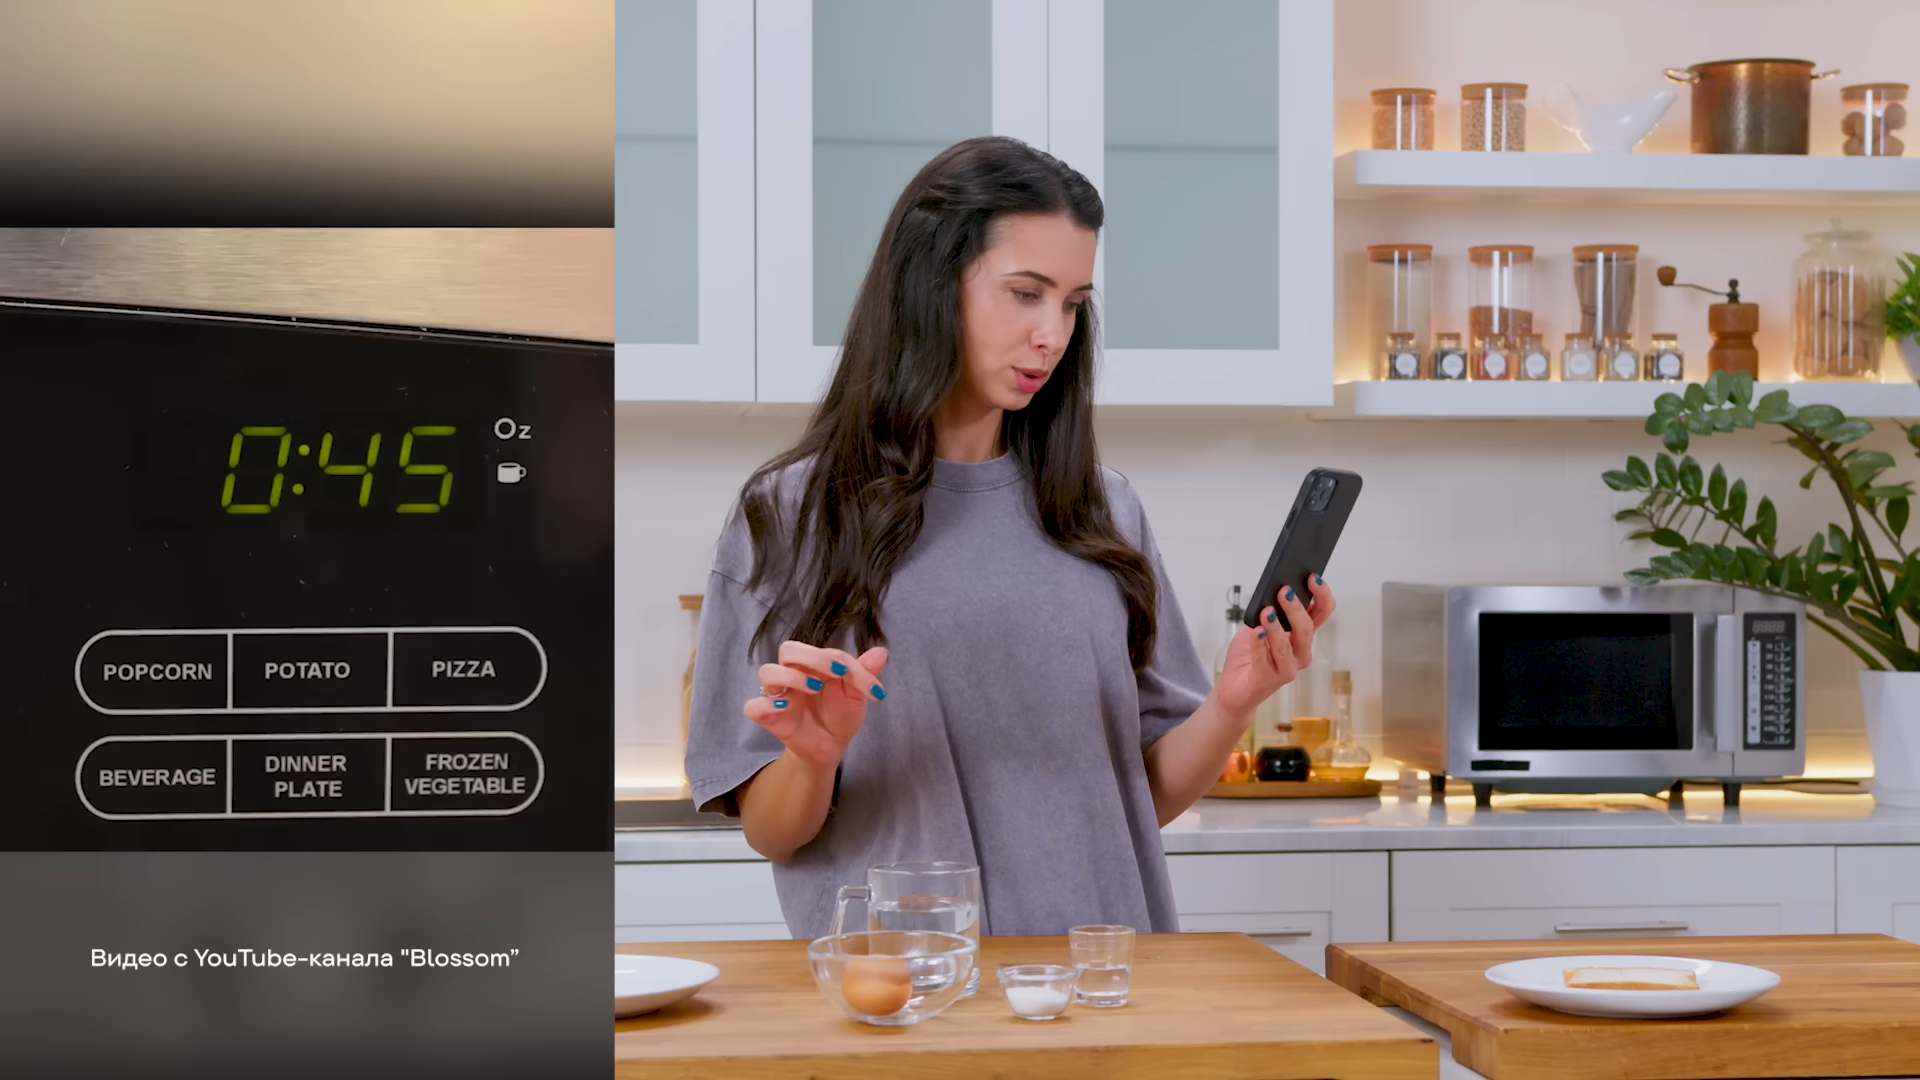 0:45
Oz
POPCORN
POTATO
PIZZA
BEVERAGE
DINNER
PLATE
FROZEN
VEGETABLE
Видео с YouTube-канала "Blossom”